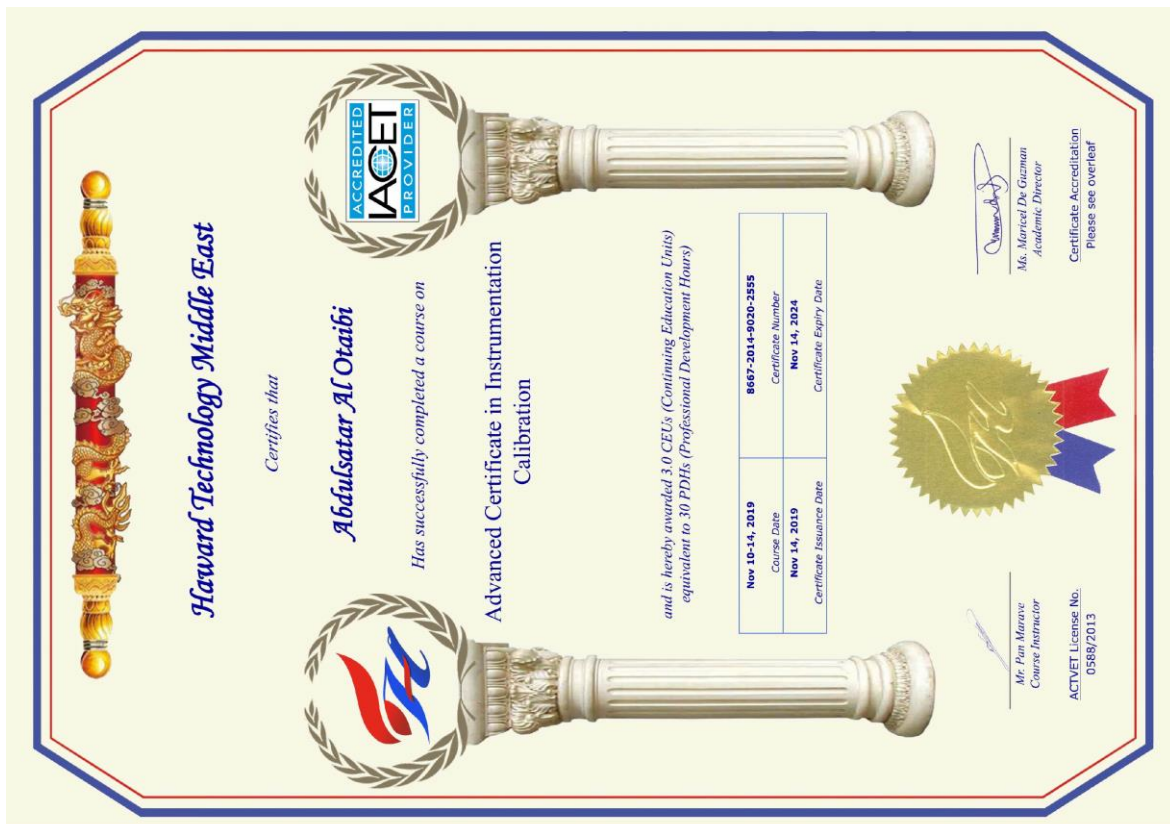 ACCREDITED
IACET
PROVIDER
Haward Technology Middle East
Certifies that
Abdulsatar Al Otaibi
Has successfully completed a course on
Advanced Certificate in Instrumentation
Calibration
and is hereby awarded 3.0 CEUs (Continuing Education Units)
equivalent to 30 PDHs (Professional Development Hours)
Nov 10-14, 2019 8667-2014-9020-2555
Course Date Certificate Number
Nov 14, 2019 Nov 14, 2024
Certificate Issuance Date Certificate Expiry Date
Mr. Pan Marave
Course Instructor
ACTVET License No.
0588/2013
Ms. Maricel De Guzman
Academic Director
Certificate Accreditation
Please see overleaf